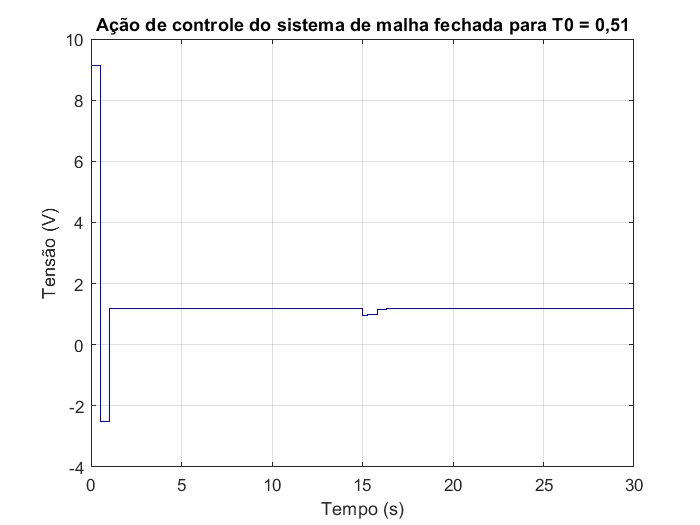 Ação de controle do sistema de malha fechada para T0 = 0,51
10
8
6
4
2
0
-2
-4
Tensão (V)
0 5 10 15 20 25 30
Tempo (s)